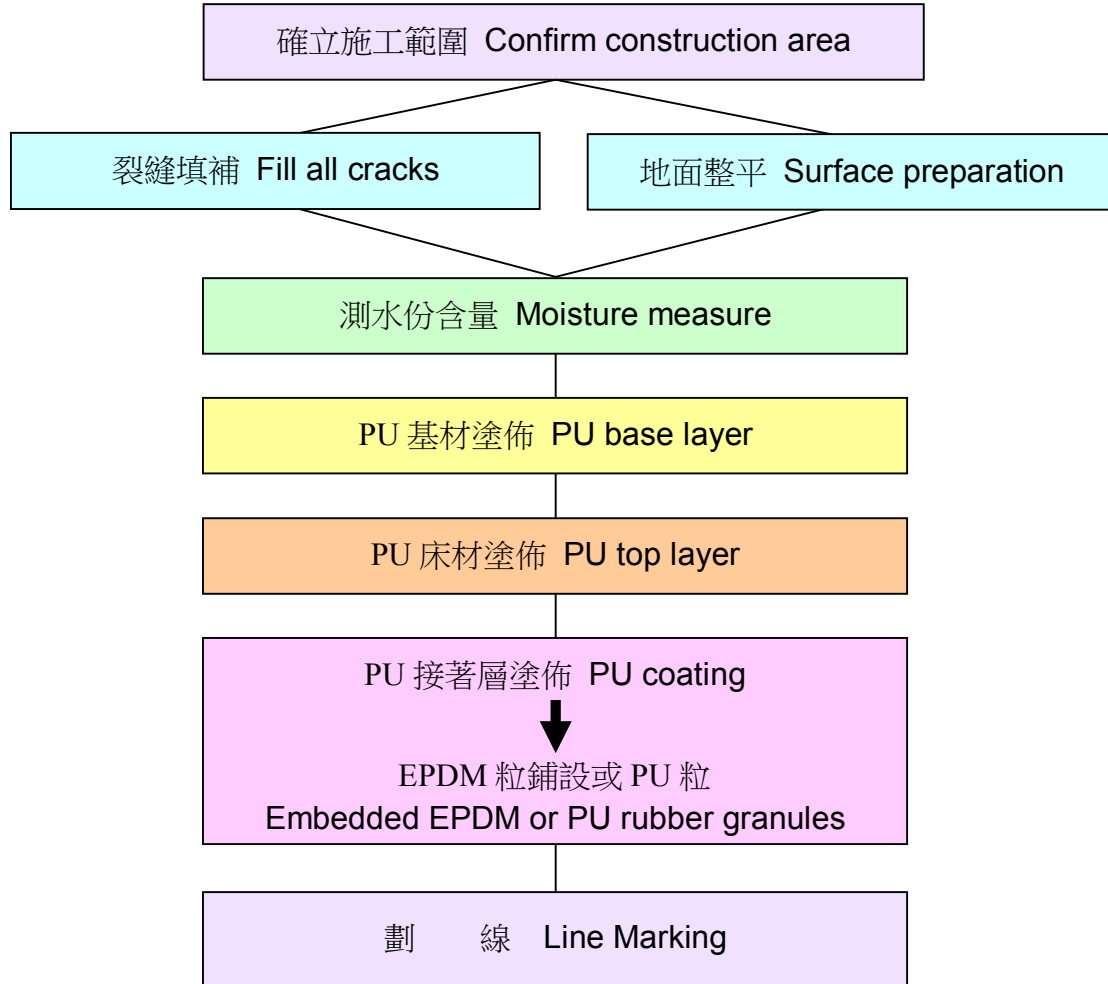 確立施工範圍 Confirm construction area
裂縫填補 Fill all cracks
地面整平 Surface preparation
測水份含量 Moisture measure
PU 基材塗佈 PU base layer
PU 床材塗佈 PU top layer
PU 接著層塗佈 PU coating
EPDM 粒鋪設或 PU 粒
Embedded EPDM or PU rubber granules
劃 線 Line Marking